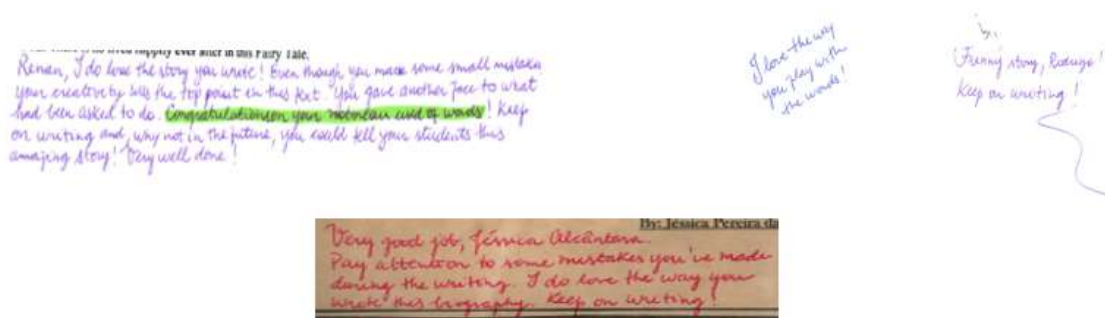 lived happily ever after in this Fairy Tale.
Renan, I do love the story you wrote! Even though you made some small mistakes
your creativity was the top point in this text. You gave another face to what
had been asked to do. Congratulations on your use of words! Keep
on writing and, why not in the future, you could tell your students this
amazing story! Very well done!
I love the way
you play with
the words!
Funny story, Rodrigo!
Keep on writing!
By: Jéssica Pereira da
Very good job, Jéssica Alcântara.
Pay attention to some mistakes you've made
during the writing. I do love the way you
wrote this biography. Keep on writing!